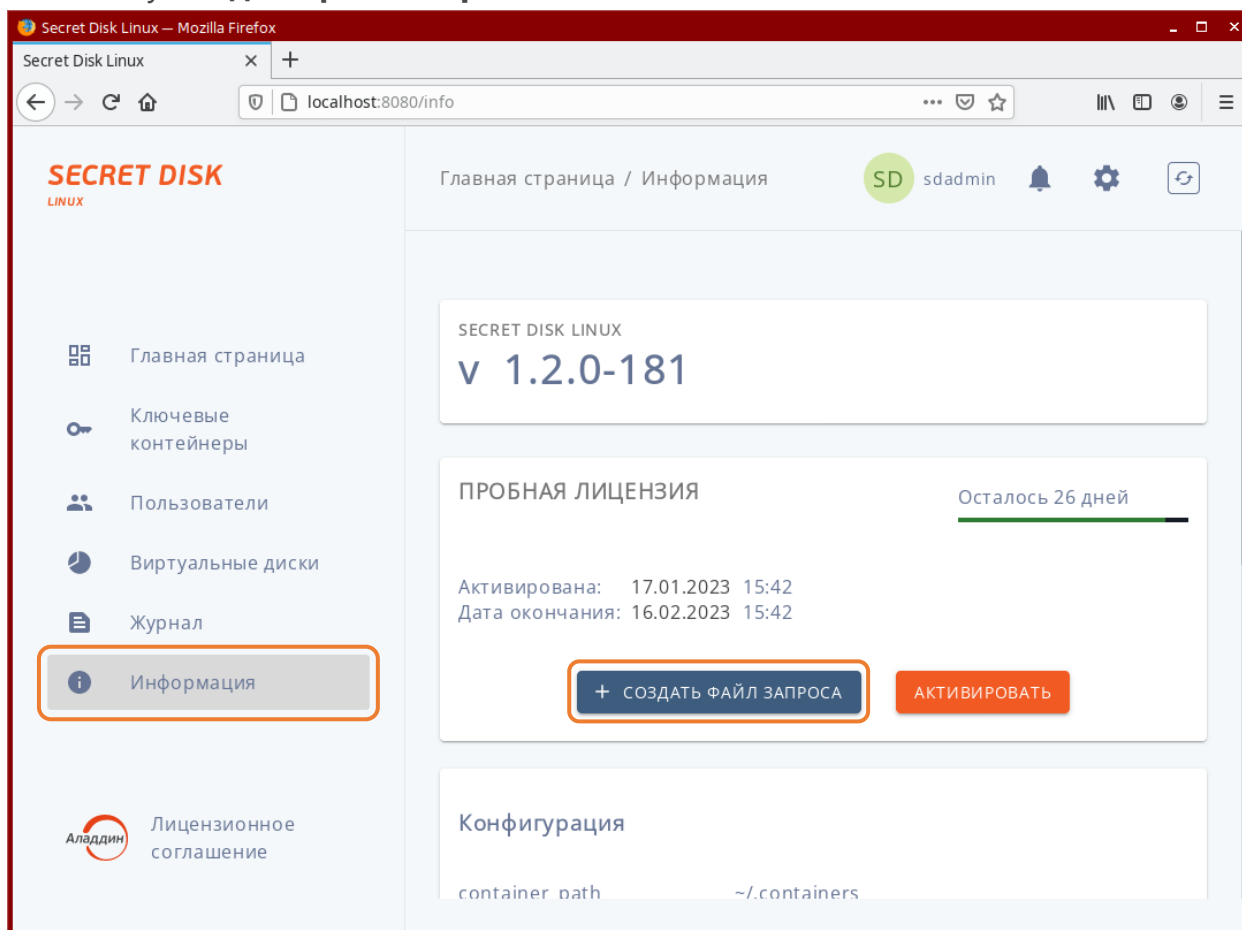 Secret Disk Linux — Mozilla Firefox
Secret Disk Linux
localhost:8080/info
SECRET DISK
LINUX
Главная страница / Информация
SD
sdadmin
Главная страница
Ключевые
контейнеры
Пользователи
Виртуальные диски
Журнал
Информация
Аладдин
Лицензионное
соглашение
SECRET DISK LINUX
v 1.2.0-181
ПРОБНАЯ ЛИЦЕНЗИЯ
Осталось 26 дней
Активирована: 17.01.2023 15:42
Дата окончания: 16.02.2023 15:42
+ СОЗДАТЬ ФАЙЛ ЗАПРОСА
АКТИВИРОВАТЬ
Конфигурация
container_path ~/.containers